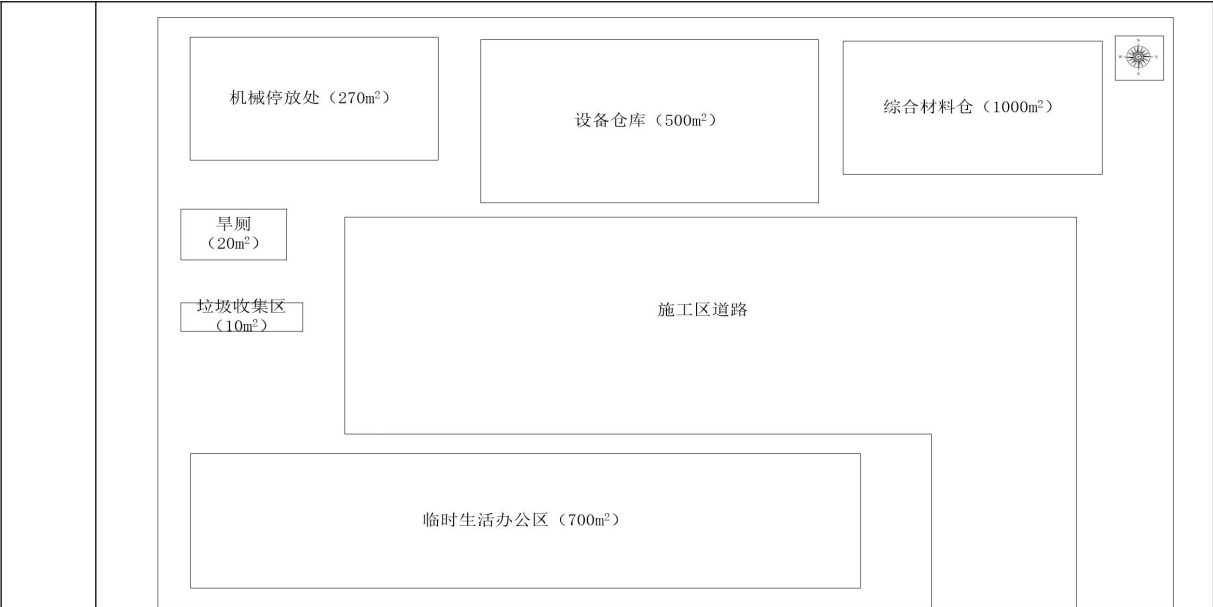 机械停放处（270m²）
设备仓库（500m²）
综合材料仓（1000m²）
N
W
E
S
旱厕
（20m²）
垃圾收集区
（10m²）
施工区道路
临时生活办公区（700m²）